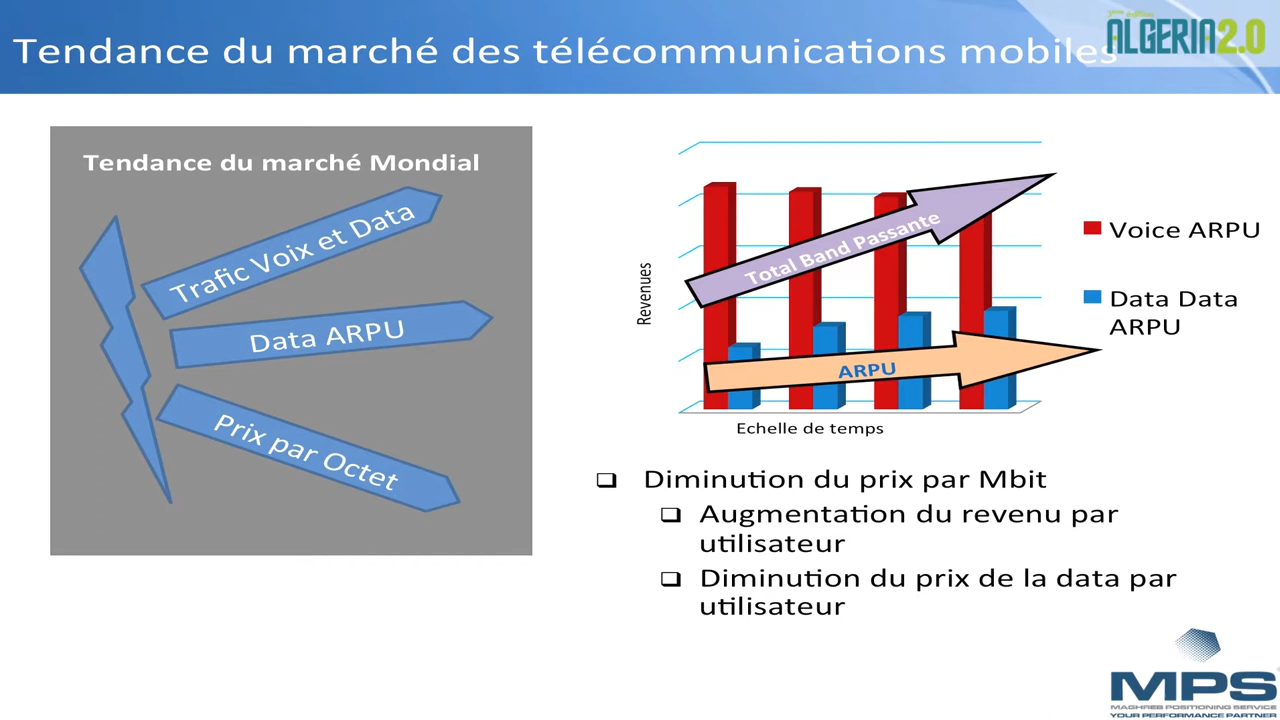 Tendance du marché des télécommunications mobiles
ALGERIA2.0
Tendance du marché Mondial
Trafic Voix et Data
Data ARPU
Prix par Octet
Revenues
Total Band Passante
ARPU
Echelle de temps
Voice ARPU
Data Data
ARPU
Diminution du prix par Mbit
Augmentation du revenu par
utilisateur
Diminution du prix de la data par
utilisateur
MPS
MAGHREB POSITIONING SERVICE
YOUR PERFORMANCE PARTNER